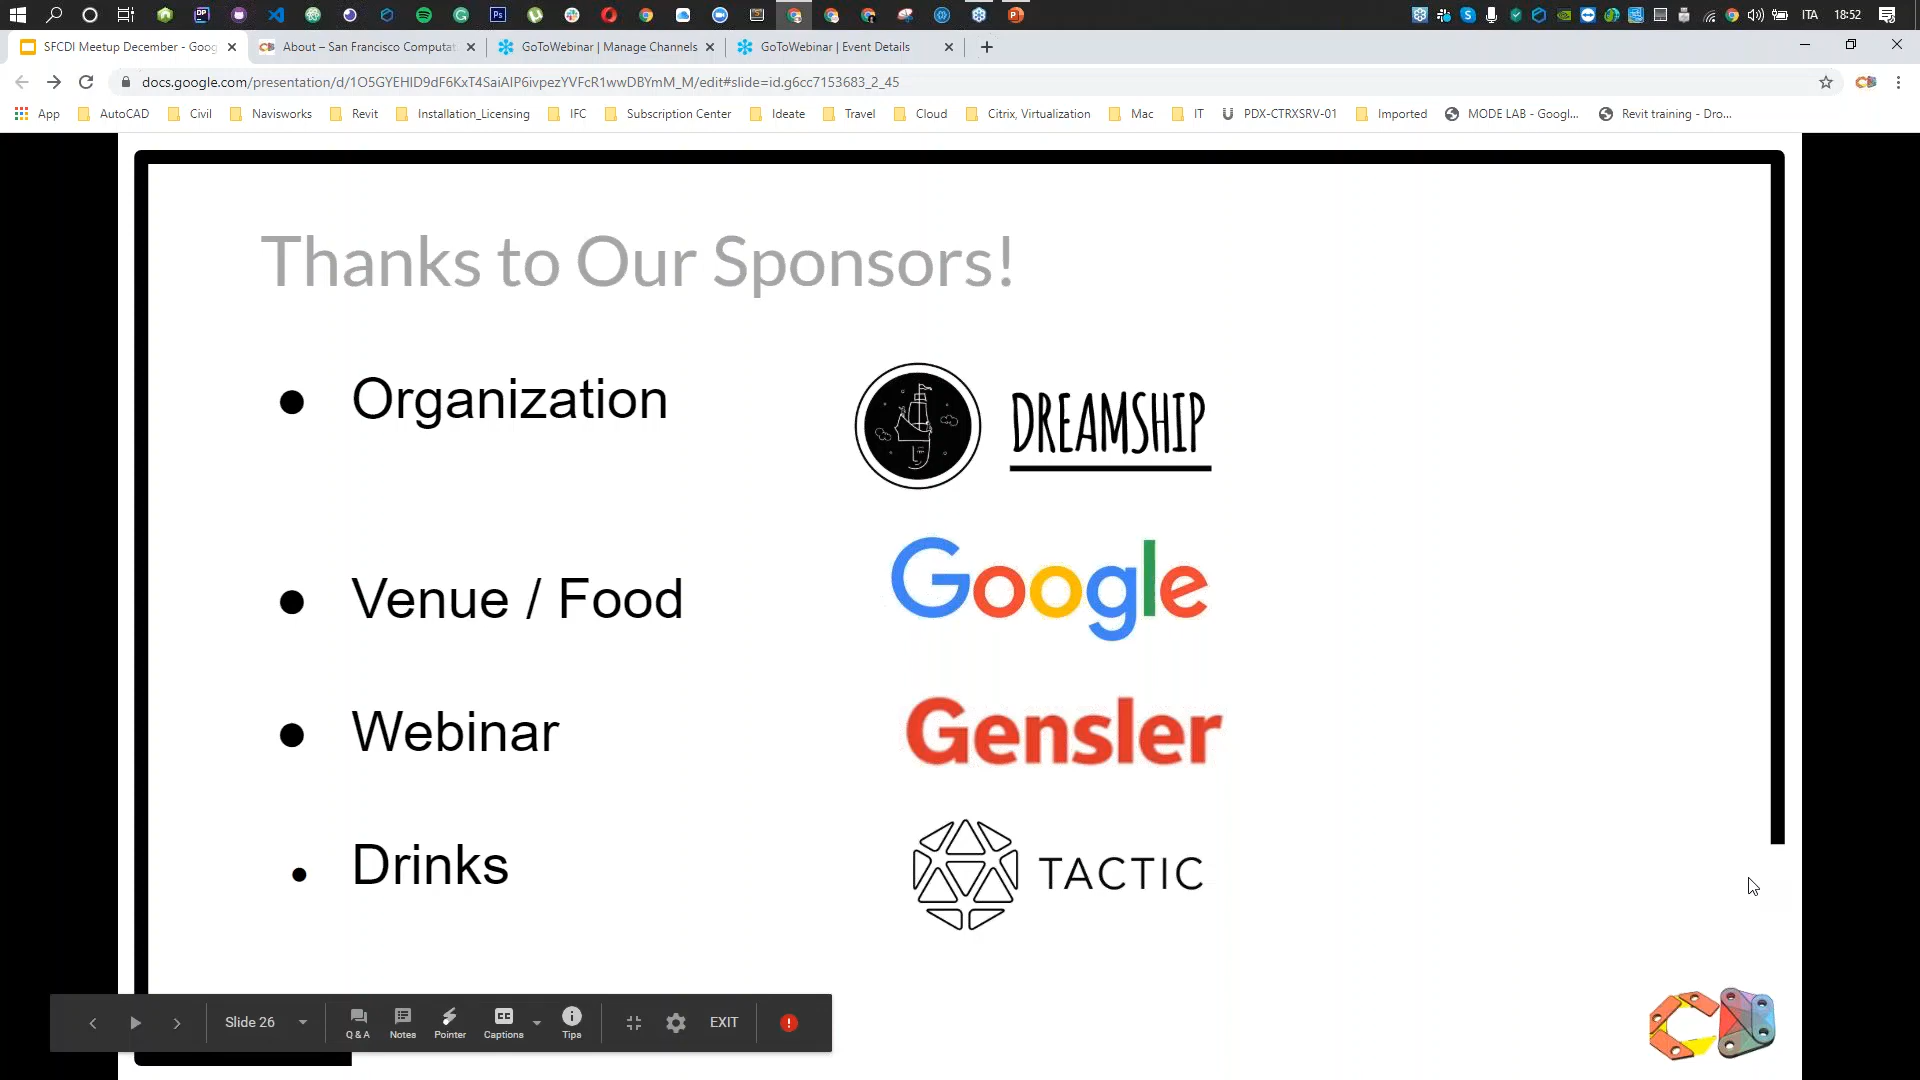 ITA
18:52
SFCDI Meetup December - Goog
About – San Francisco Computat
GoToWebinar | Manage Channels
GoToWebinar | Event Details
docs.google.com/presentation/d/1O5GYEHlD9dF6KxT4SaiAlP6ivpezYVFcR1wwDBYmM_M/edit#slide=id.g6cc7153683_2_45
App
AutoCAD
Civil
Navisworks
Revit
Installation_Licensing
IFC
Subscription Center
Ideate
Travel
Cloud
Citrix, Virtualization
Mac
IT
PDX-CTRXSRV-01
Imported
MODE LAB - Googl...
Revit training - Dro...
Thanks to Our Sponsors!
● Organization
DREAMSHIP
● Venue / Food
Google
● Webinar
Gensler
● Drinks
TACTIC
Slide 26
Q & A
Notes
Pointer
CC
Captions
Tips
EXIT